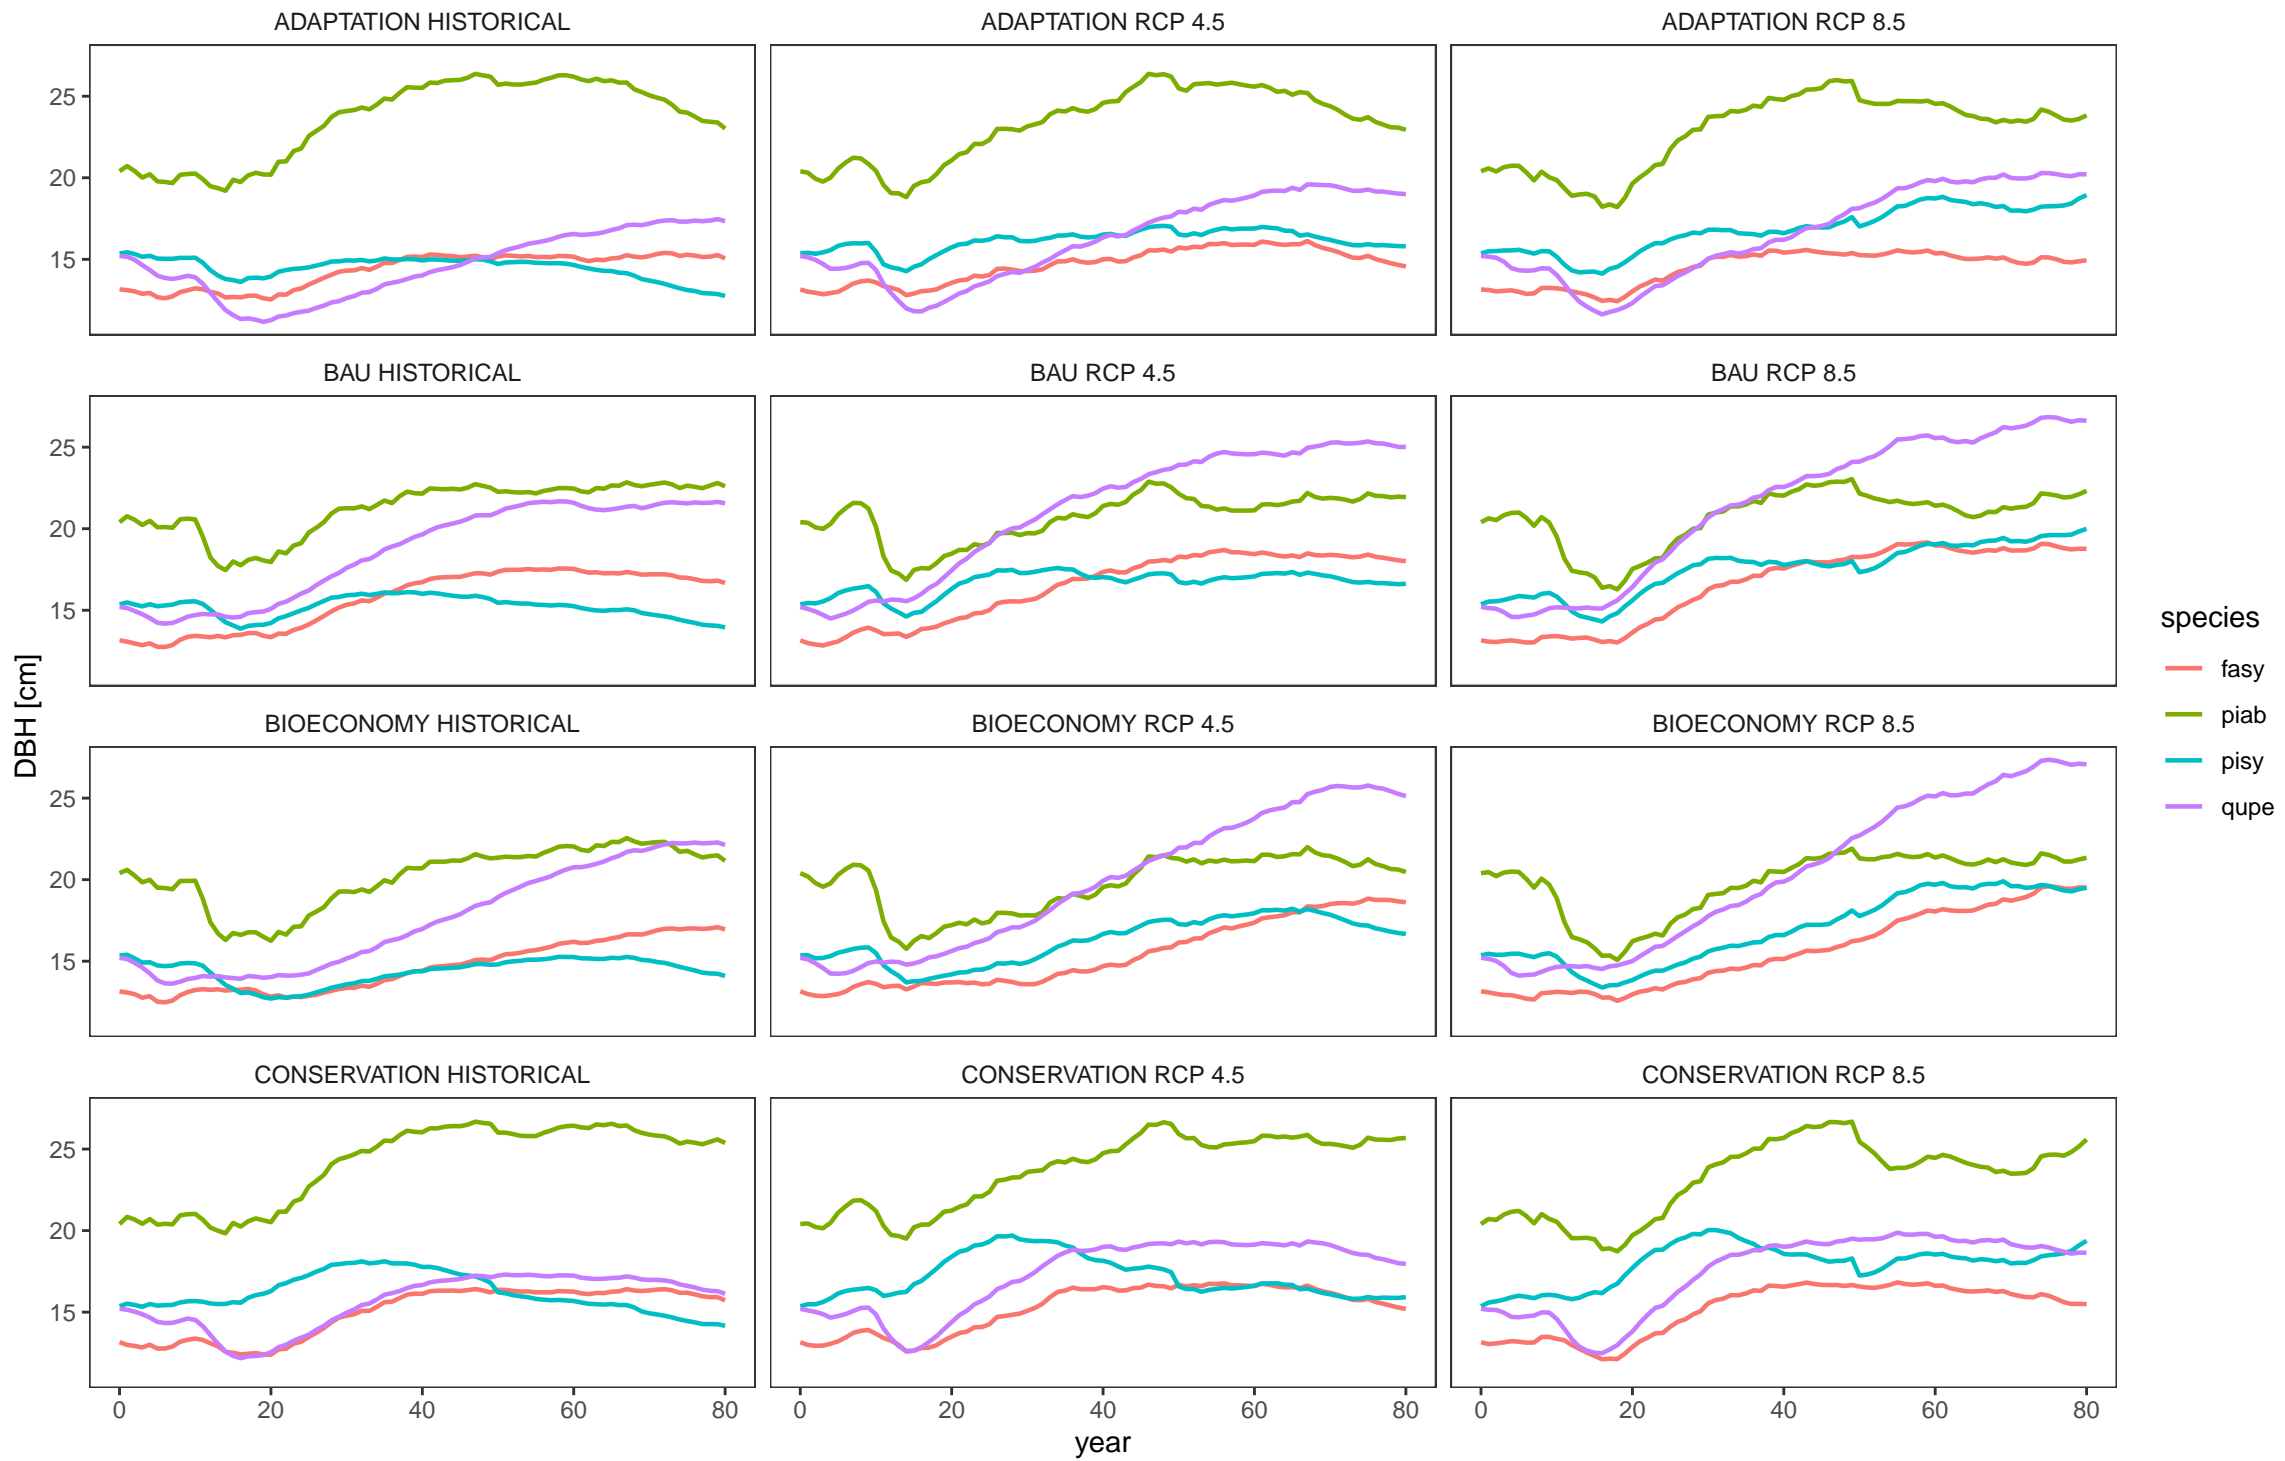 ADAPTATION HISTORICAL
ADAPTATION RCP 4.5
ADAPTATION RCP 8.5
25
20
15
BAU HISTORICAL
BAU RCP 4.5
BAU RCP 8.5
25
20
15
BIOECONOMY HISTORICAL
BIOECONOMY RCP 4.5
BIOECONOMY RCP 8.5
25
20
15
CONSERVATION HISTORICAL
CONSERVATION RCP 4.5
CONSERVATION RCP 8.5
25
20
15
0 20 40 60 80
0 20 40 60 80
0 20 40 60 80
year
DBH [cm]
species
fasy
piab
pisy
qupe